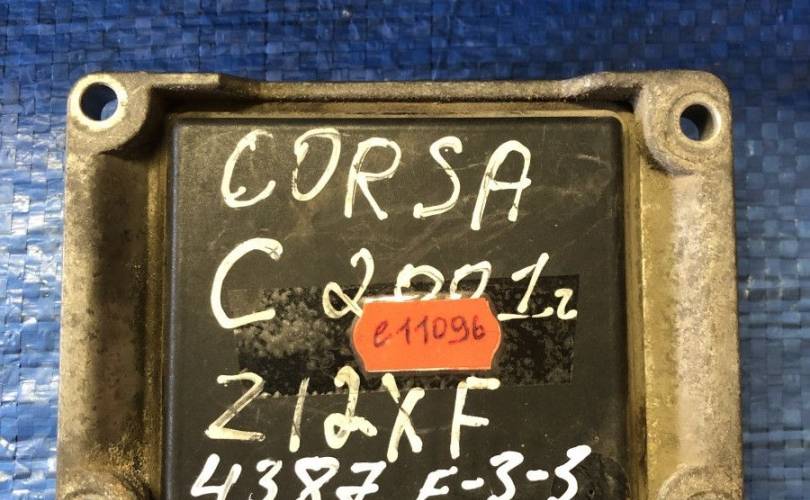 CORSA
C 2001г
e11096
Z12XF
4387 F-3-3